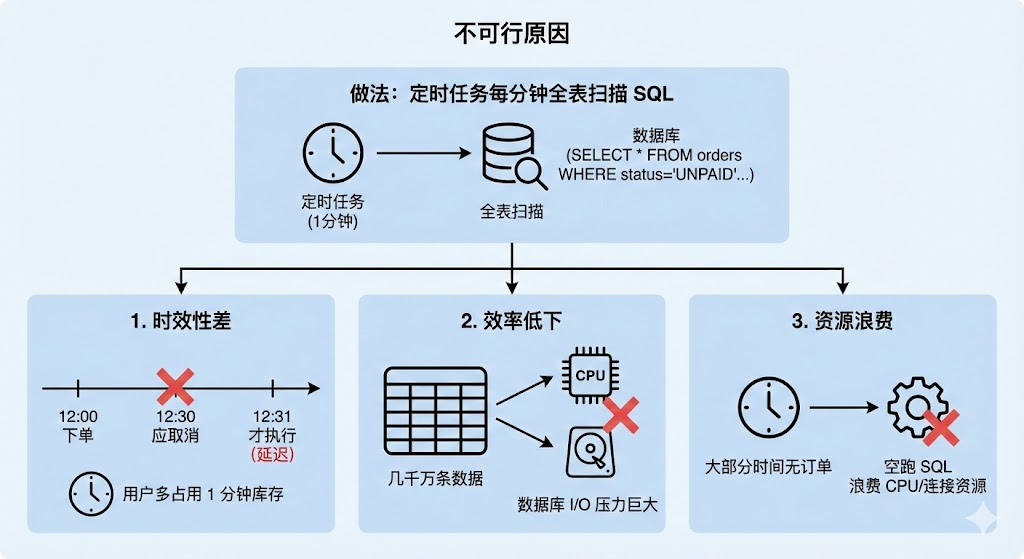 不可行原因
做法：定时任务每分钟全表扫描 SQL
定时任务
(1分钟)
全表扫描
数据库
(SELECT * FROM orders
WHERE status='UNPAID'...)
1. 时效性差
12:00
下单
12:30
应取消
12:31
才执行
(延迟)
用户多占用 1 分钟库存
2. 效率低下
CPU
几千万条数据
数据库 I/O 压力巨大
3. 资源浪费
大部分时间无订单
空跑 SQL
浪费 CPU/连接资源